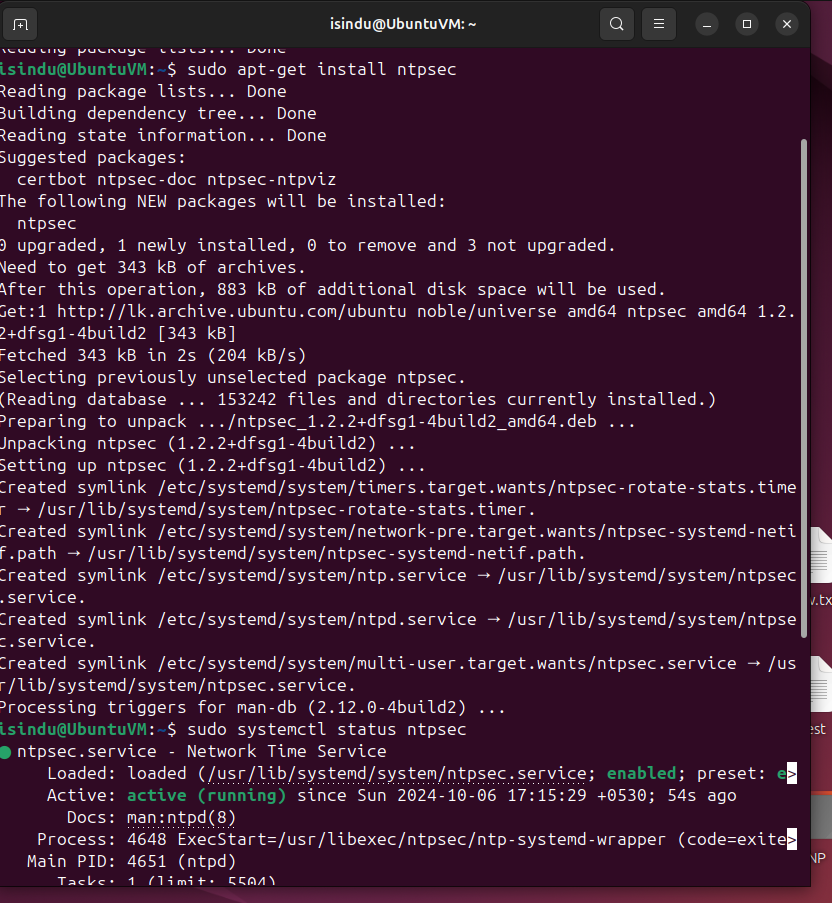 isindu@UbuntuVM: ~
Reading package lists... Done
isindu@UbuntuVM:~$ sudo apt-get install ntpsec
Reading package lists... Done
Building dependency tree... Done
Reading state information... Done
Suggested packages:
  certbot ntpsec-doc ntpsec-ntpviz
The following NEW packages will be installed:
  ntpsec
0 upgraded, 1 newly installed, 0 to remove and 3 not upgraded.
Need to get 343 kB of archives.
After this operation, 883 kB of additional disk space will be used.
Get:1 http://lk.archive.ubuntu.com/ubuntu noble/universe amd64 ntpsec amd64 1.2.
2+dfsg1-4build2 [343 kB]
Fetched 343 kB in 2s (204 kB/s)
Selecting previously unselected package ntpsec.
(Reading database ... 153242 files and directories currently installed.)
Preparing to unpack .../ntpsec_1.2.2+dfsg1-4build2_amd64.deb ...
Unpacking ntpsec (1.2.2+dfsg1-4build2) ...
Setting up ntpsec (1.2.2+dfsg1-4build2) ...
Created symlink /etc/systemd/system/timers.target.wants/ntpsec-rotate-stats.time
r → /usr/lib/systemd/system/ntpsec-rotate-stats.timer.
Created symlink /etc/systemd/system/network-pre.target.wants/ntpsec-systemd-neti
f.path → /usr/lib/systemd/system/ntpsec-systemd-netif.path.
Created symlink /etc/systemd/system/ntp.service → /usr/lib/systemd/system/ntpsec
.service.
Created symlink /etc/systemd/system/ntpd.service → /usr/lib/systemd/system/ntpse
c.service.
Created symlink /etc/systemd/system/multi-user.target.wants/ntpsec.service → /us
r/lib/systemd/system/ntpsec.service.
Processing triggers for man-db (2.12.0-4build2) ...
isindu@UbuntuVM:~$ sudo systemctl status ntpsec
● ntpsec.service - Network Time Service
     Loaded: loaded (/usr/lib/systemd/system/ntpsec.service; enabled; preset: e>
     Active: active (running) since Sun 2024-10-06 17:15:29 +0530; 54s ago
       Docs: man:ntpd(8)
    Process: 4648 ExecStart=/usr/libexec/ntpsec/ntp-systemd-wrapper (code=exite>
   Main PID: 4651 (ntpd)
      Tasks: 1 (limit: 5504)